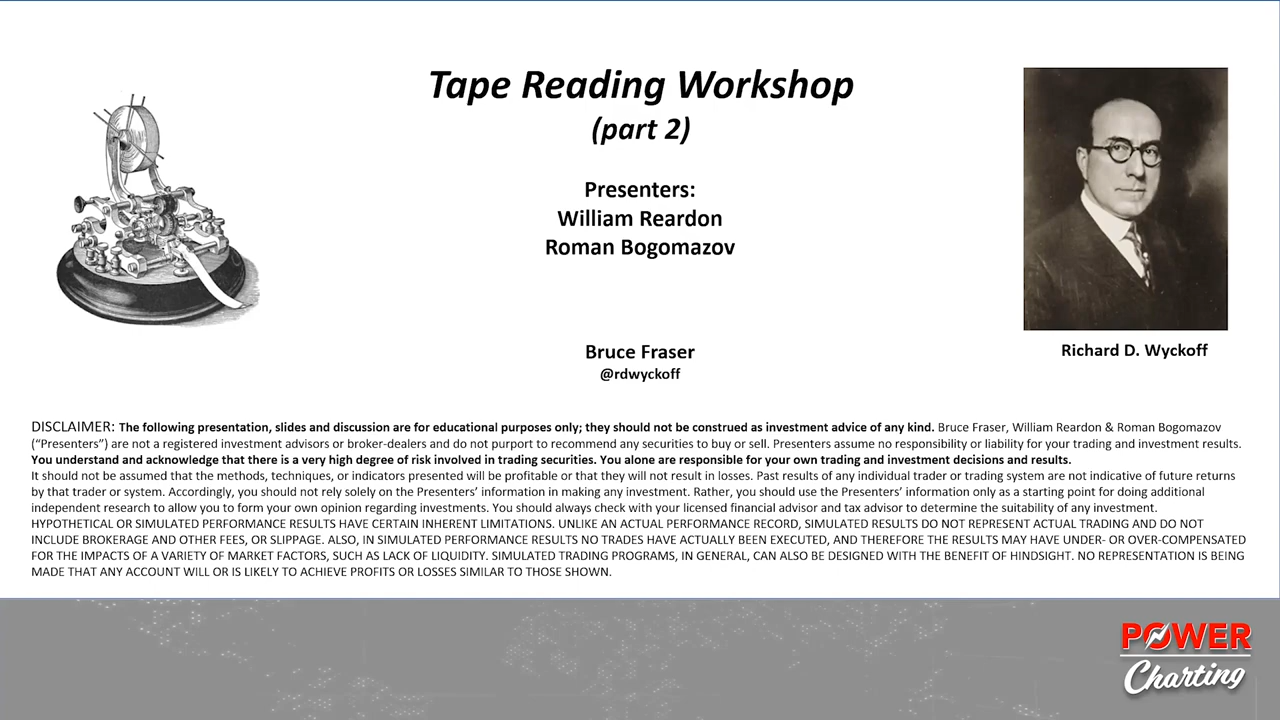 Tape Reading Workshop
(part 2)
Presenters:
William Reardon
Roman Bogomazov
Bruce Fraser
@rdwyckoff
Richard D. Wyckoff
DISCLAIMER: The following presentation, slides and discussion are for educational purposes only; they should not be construed as investment advice of any kind. Bruce Fraser, William Reardon & Roman Bogomazov
(“Presenters”) are not a registered investment advisors or broker-dealers and do not purport to recommend any securities to buy or sell. Presenters assume no responsibility or liability for your trading and investment results.
You understand and acknowledge that there is a very high degree of risk involved in trading securities. You alone are responsible for your own trading and investment decisions and results.
It should not be assumed that the methods, techniques, or indicators presented will be profitable or that they will not result in losses. Past results of any individual trader or trading system are not indicative of future returns
by that trader or system. Accordingly, you should not rely solely on the Presenters’ information in making any investment. Rather, you should use the Presenters’ information only as a starting point for doing additional
independent research to allow you to form your own opinion regarding investments. You should always check with your licensed financial advisor and tax advisor to determine the suitability of any investment.
HYPOTHETICAL OR SIMULATED PERFORMANCE RESULTS HAVE CERTAIN INHERENT LIMITATIONS. UNLIKE AN ACTUAL PERFORMANCE RECORD, SIMULATED RESULTS DO NOT REPRESENT ACTUAL TRADING AND DO NOT
INCLUDE BROKERAGE AND OTHER FEES, OR SLIPPAGE. ALSO, IN SIMULATED PERFORMANCE RESULTS NO TRADES HAVE ACTUALLY BEEN EXECUTED, AND THEREFORE THE RESULTS MAY HAVE UNDER- OR OVER-COMPENSATED
FOR THE IMPACTS OF A VARIETY OF MARKET FACTORS, SUCH AS LACK OF LIQUIDITY. SIMULATED TRADING PROGRAMS, IN GENERAL, CAN ALSO BE DESIGNED WITH THE BENEFIT OF HINDSIGHT. NO REPRESENTATION IS BEING
MADE THAT ANY ACCOUNT WILL OR IS LIKELY TO ACHIEVE PROFITS OR LOSSES SIMILAR TO THOSE SHOWN.
POWER
Charting